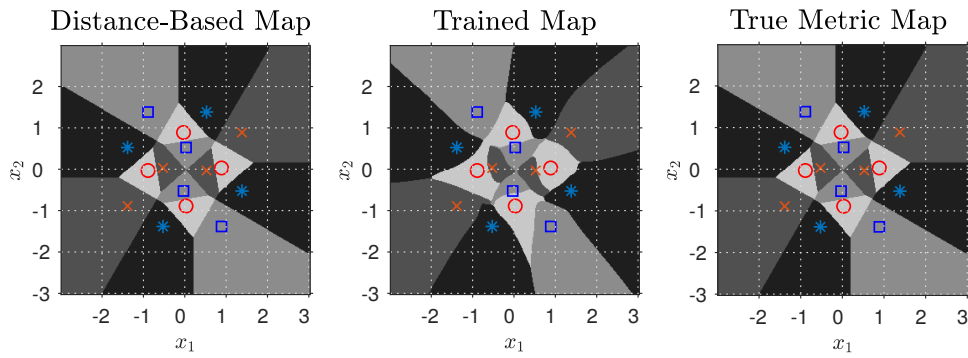 Distance-Based Map Trained Map True Metric Map
2 2 2
1 1 1
x₂ 0 x₂ 0 x₂ 0
-1 -1 -1
-2 -2 -2
-3 -3 -3
-2 -1 0 1 2 3 -2 -1 0 1 2 3 -2 -1 0 1 2 3
x₁ x₁ x₁